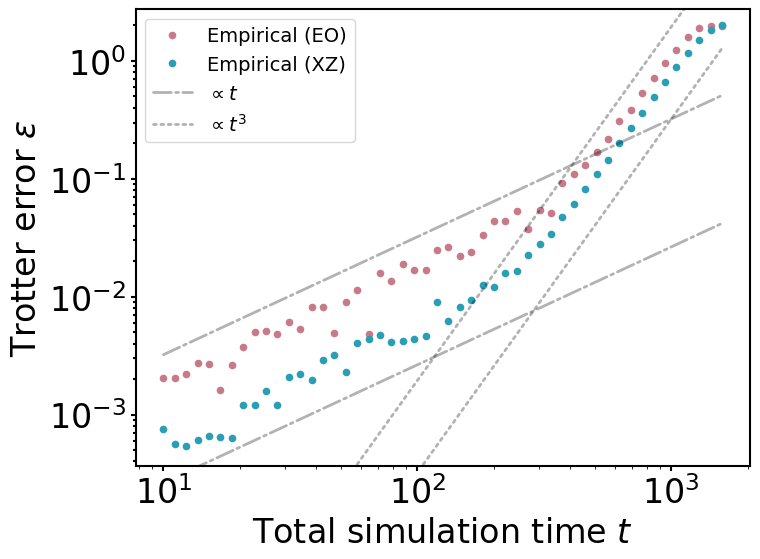 Empirical (EO)
Empirical (XZ)
∝ t
∝ t³
10⁰
10⁻¹
10⁻²
10⁻³
Trotter error ε
10¹ 10² 10³
Total simulation time t